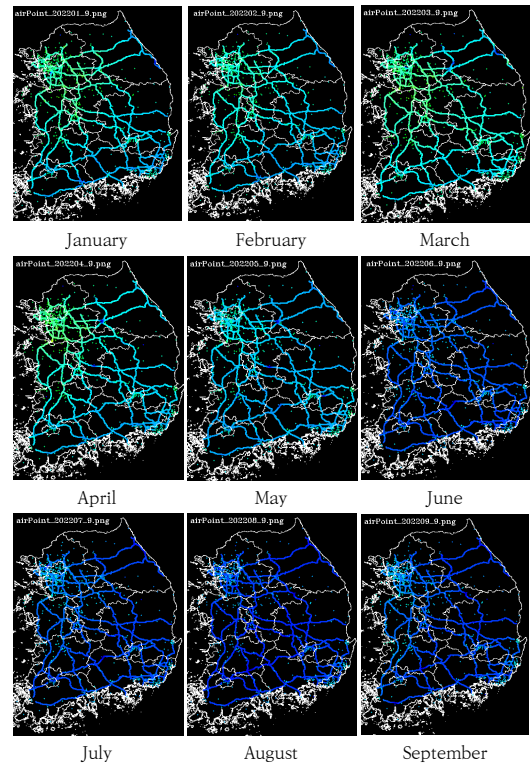 airPoint_202201_9.png
airPoint_202202_9.png
airPoint_202203_9.png
January
February
March
airPoint_202204_9.png
airPoint_202205_9.png
airPoint_202206_9.png
April
May
June
airPoint_202207_9.png
airPoint_202208_9.png
airPoint_202209_9.png
July
August
September